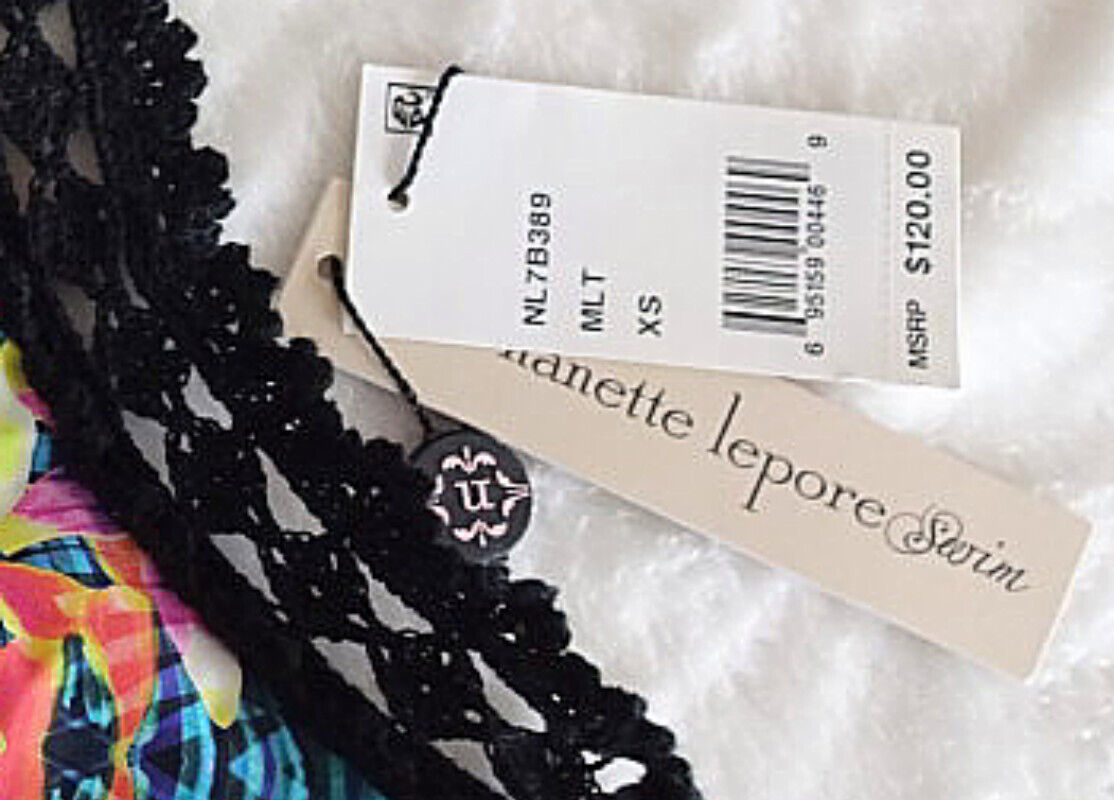 NL7B389
MLT
XS
6 95159 00446 9
MSRP $120.00
nanette lepore Swim
n